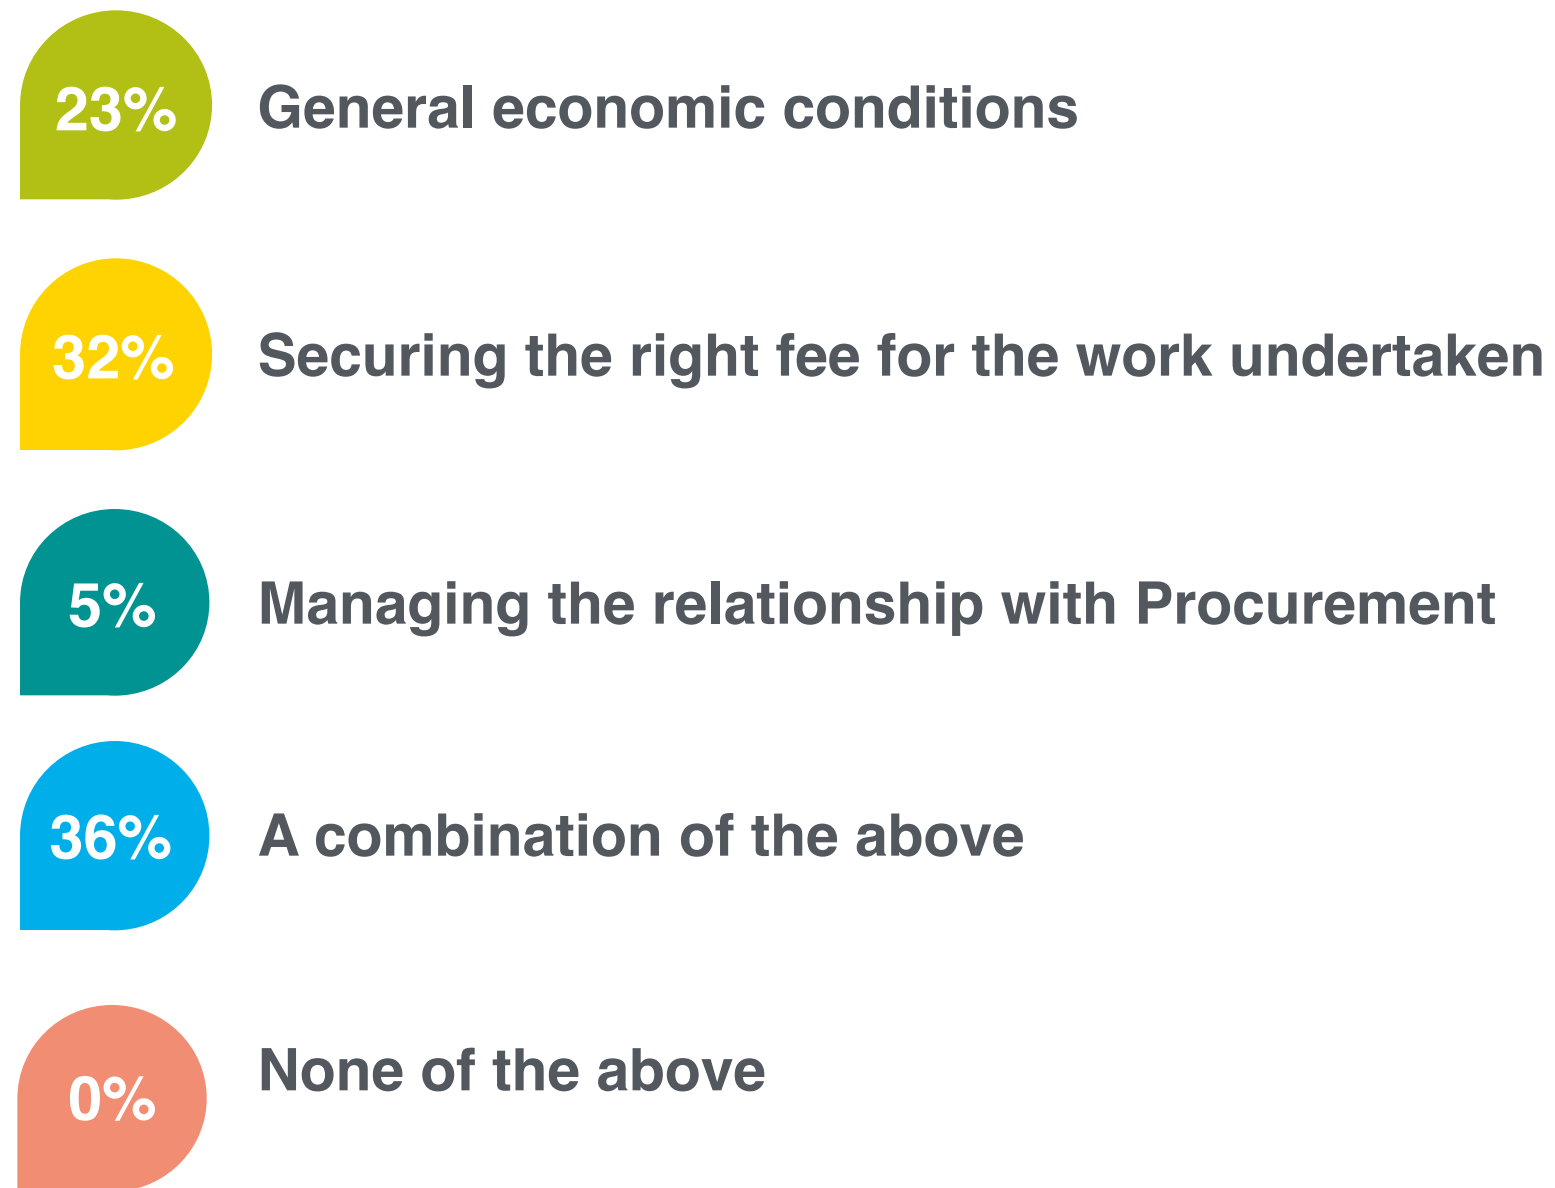 23% General economic conditions
32% Securing the right fee for the work undertaken
5% Managing the relationship with Procurement
36% A combination of the above
0% None of the above